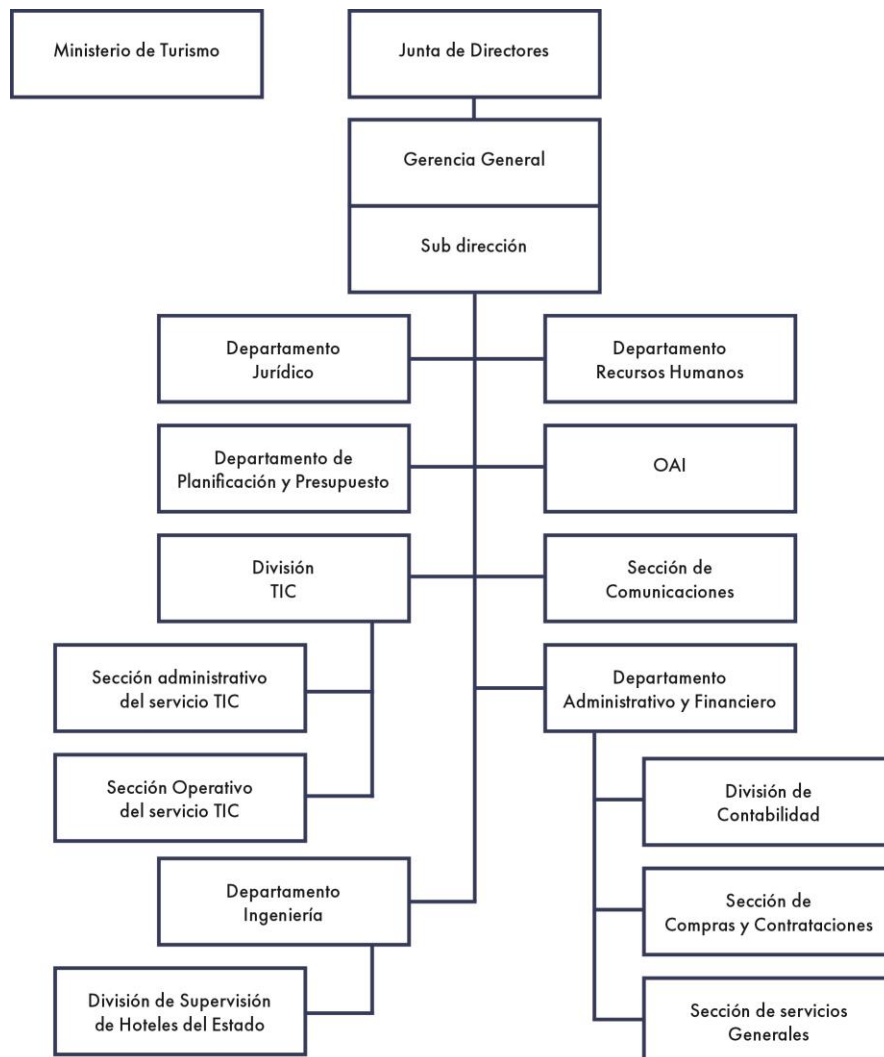 Ministerio de Turismo
Junta de Directores
Gerencia General
Sub dirección
Departamento
Jurídico
Departamento
Recursos Humanos
Departamento de
Planificación y Presupuesto
OAI
División
TIC
Sección de
Comunicaciones
Sección administrativo
del servicio TIC
Departamento
Administrativo y Financiero
Sección Operativo
del servicio TIC
División de
Contabilidad
Departamento
Ingeniería
Sección de
Compras y Contrataciones
División de Supervisión
de Hoteles del Estado
Sección de servicios
Generales